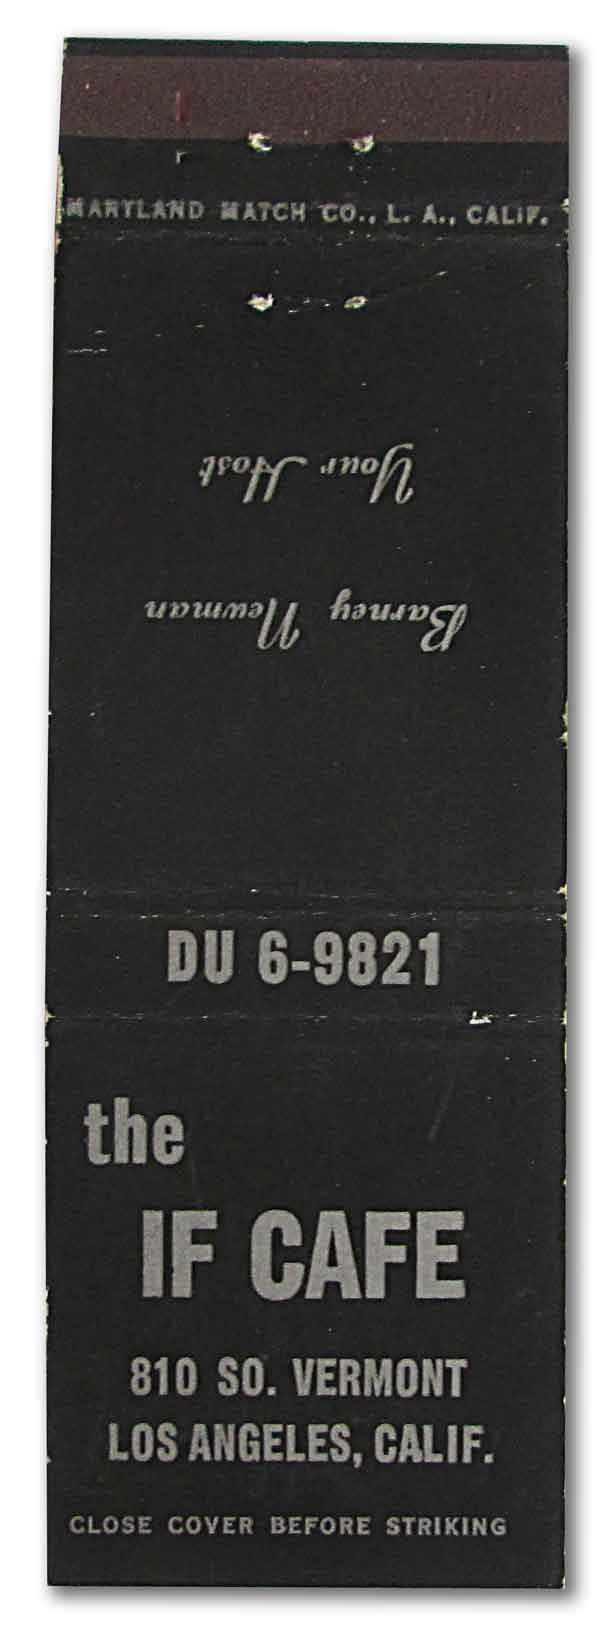 MARYLAND MATCH CO., L. A., CALIF.
Your Host
Barney Newman
DU 6-9821
the
IF CAFE
810 SO. VERMONT
LOS ANGELES, CALIF.
CLOSE COVER BEFORE STRIKING